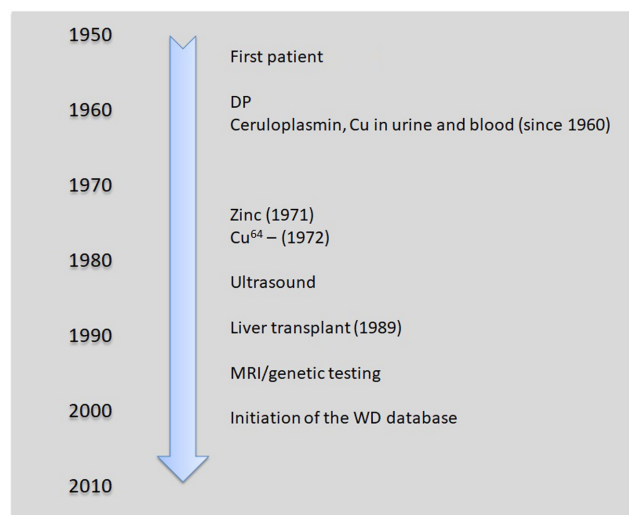 1950
First patient
1960
DP
Ceruloplasmin, Cu in urine and blood (since 1960)
1970
Zinc (1971)
Cu⁶⁴ – (1972)
1980
Ultrasound
Liver transplant (1989)
1990
MRI/genetic testing
2000
Initiation of the WD database
2010